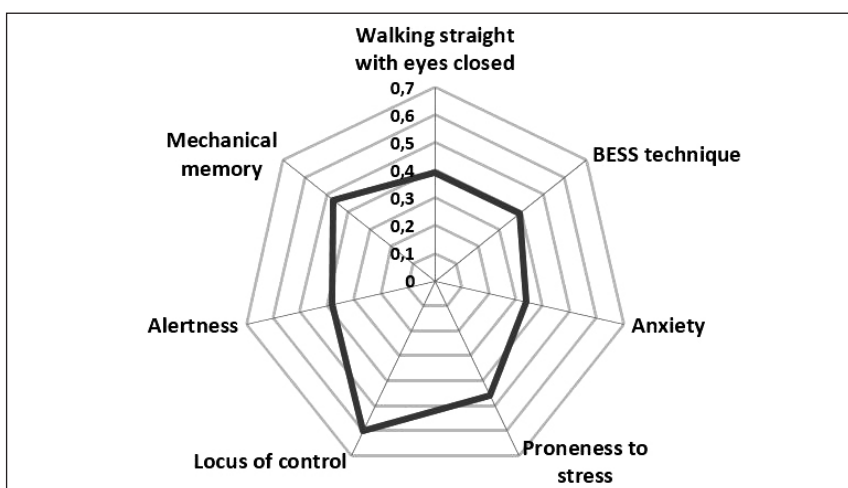 Walking straight
with eyes closed
0,7
0,6
0,5
0,4
0,3
0,2
0,1
0
Mechanical
memory
BESS technique
Alertness
Anxiety
Locus of control
Proneness to
stress